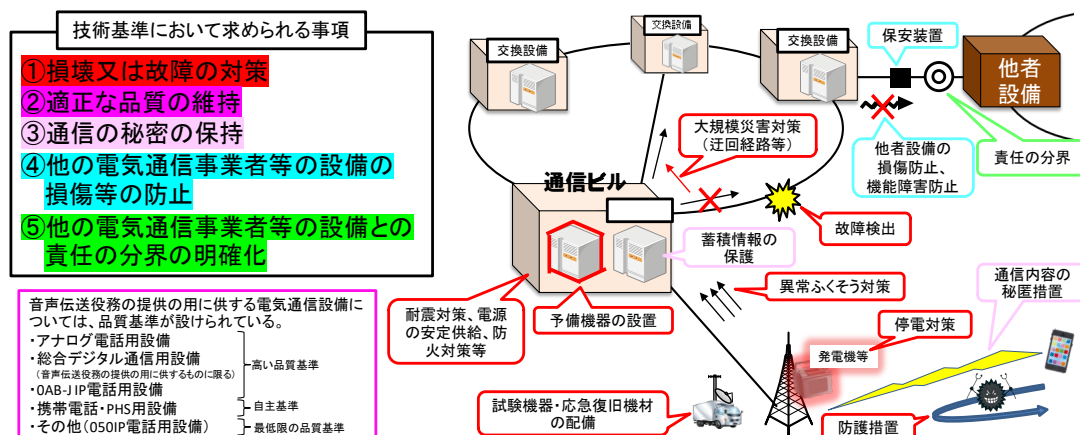 技術基準において求められる事項
①損壊又は故障の対策
②適正な品質の維持
③通信の秘密の保持
④他の電気通信事業者等の設備の
損傷等の防止
⑤他の電気通信事業者等の設備との
責任の分界の明確化
音声伝送役務の提供の用に供する電気通信設備に
ついては、品質基準が設けられている。
・アナログ電話用設備
・総合デジタル通信用設備
(音声伝送役務の提供の用に供するものに限る)
・0AB-J IP電話用設備
・携帯電話・PHS用設備
・その他(050IP電話用設備)
高い品質基準
自主基準
最低限の品質基準
交換設備
交換設備
交換設備
保安装置
他者
設備
大規模災害対策
(迂回経路等)
他者設備の
損傷防止、
機能障害防止
責任の分界
通信ビル
故障検出
蓄積情報の
保護
耐震対策、電源
の安定供給、防
火対策等
予備機器の設置
異常ふくそう対策
通信内容の
秘匿措置
停電対策
発電機等
試験機器・応急復旧機材
の配備
防護措置